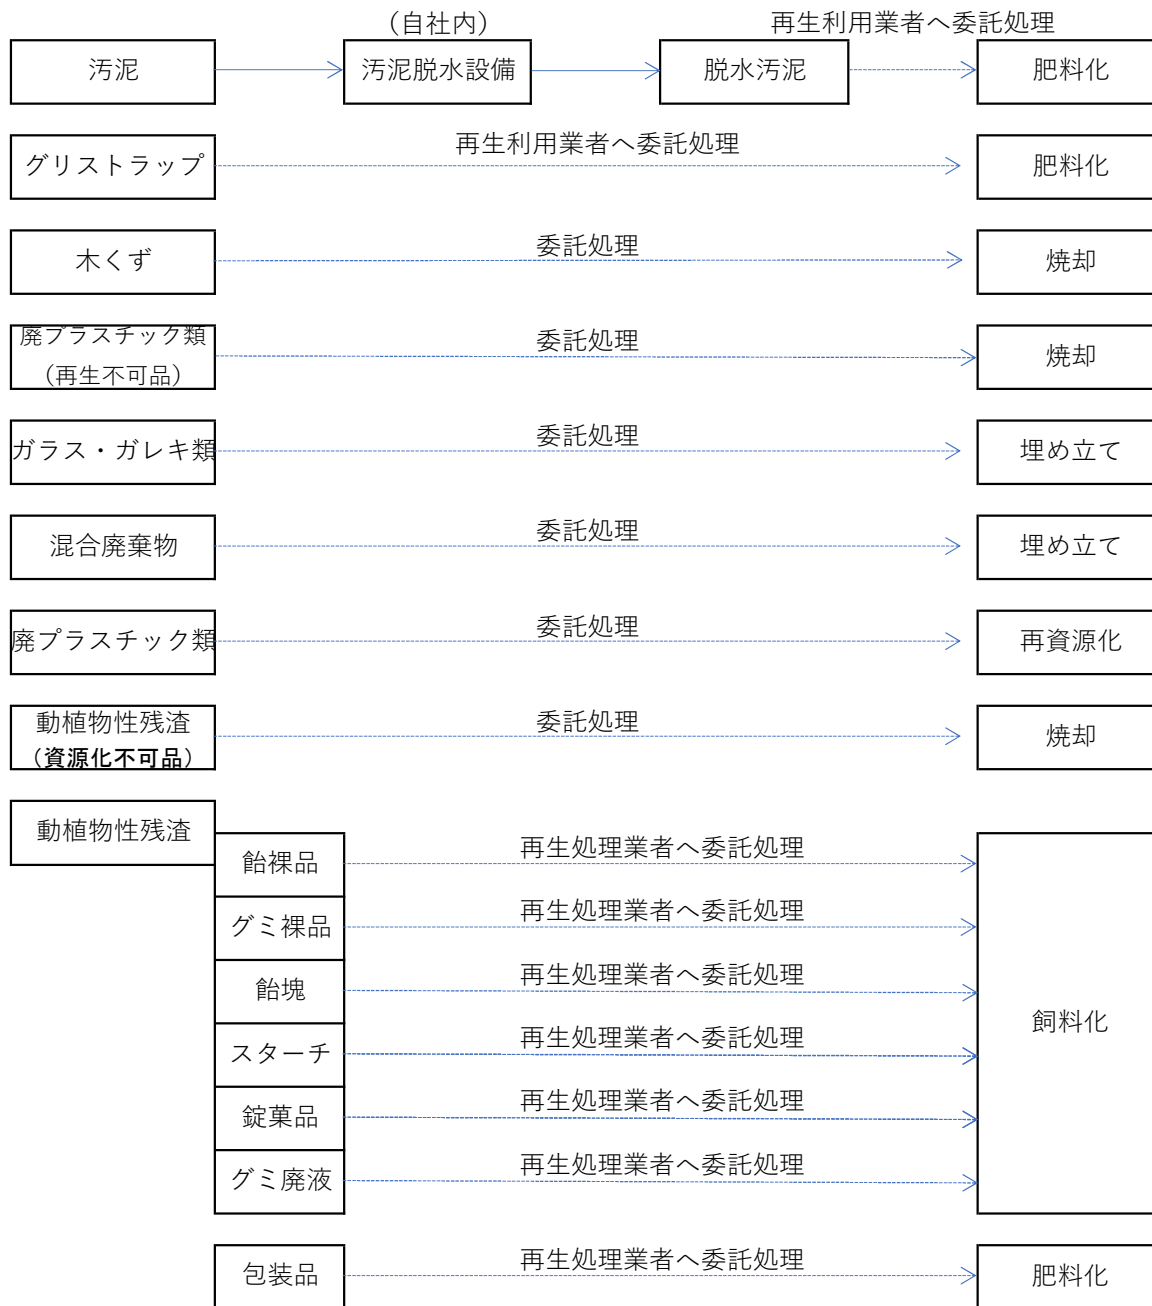 （自社内）
再生利用業者へ委託処理
汚泥
汚泥脱水設備
脱水汚泥
肥料化
再生利用業者へ委託処理
グリストラップ
肥料化
委託処理
木くず
焼却
廃プラスチック類
（再生不可品）
委託処理
焼却
委託処理
ガラス・ガレキ類
埋め立て
委託処理
混合廃棄物
埋め立て
委託処理
廃プラスチック類
再資源化
動植物性残渣
（資源化不可品）
委託処理
焼却
動植物性残渣
飴裸品
再生処理業者へ委託処理
グミ裸品
再生処理業者へ委託処理
飴塊
再生処理業者へ委託処理
スターチ
再生処理業者へ委託処理
錠菓品
再生処理業者へ委託処理
グミ廃液
再生処理業者へ委託処理
飼料化
包装品
再生処理業者へ委託処理
肥料化